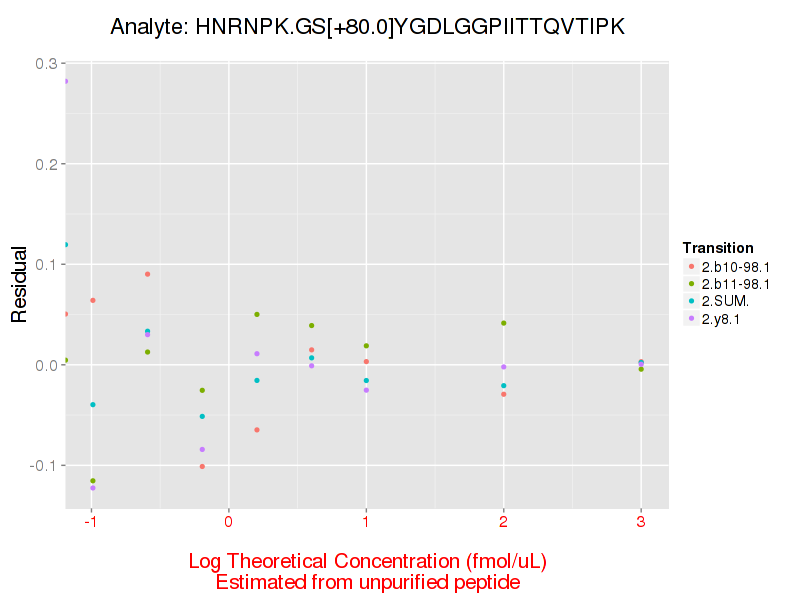 Analyte: HNRNPK.GS[+80.0]YGDLGGPIITTQVTIPK
0.3
0.2
0.1
0.0
-0.1
Residual
-1 0 1 2 3
Log Theoretical Concentration (fmol/uL)
Estimated from unpurified peptide
Transition
2.b10-98.1
2.b11-98.1
2.SUM.
2.y8.1